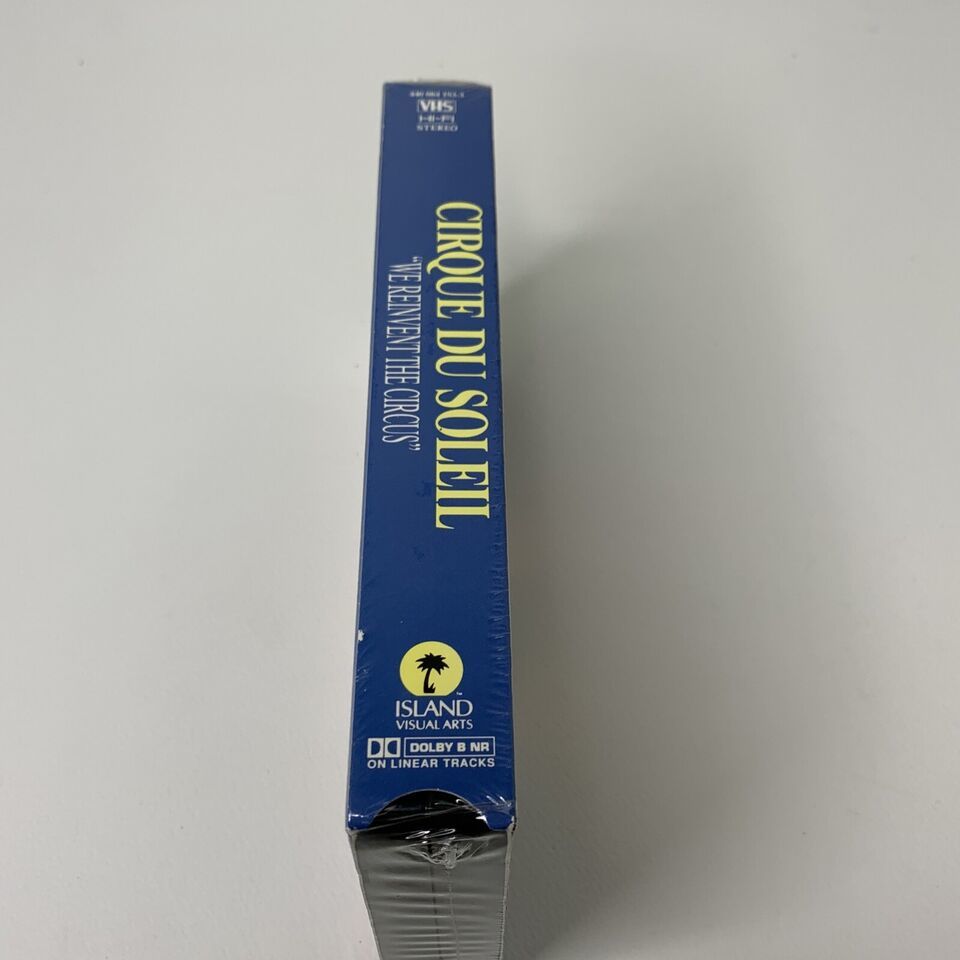 VHS
HI-FI
STEREO
CIRQUE DU SOLEIL
“WE REINVENT THE CIRCUS”
ISLAND
VISUAL ARTS
DOLBY B NR
ON LINEAR TRACKS